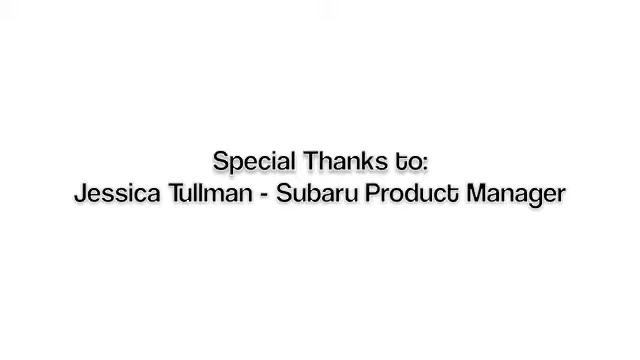 Special Thanks to:
Jessica Tullman - Subaru Product Manager